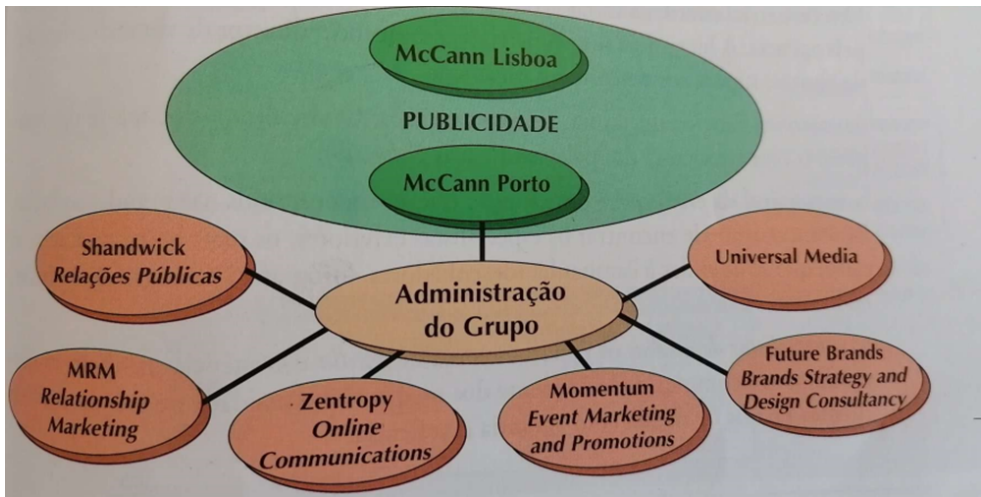 McCann Lisboa
PUBLICIDADE
McCann Porto
Shandwick
Relações Públicas
Universal Media
Administração
do Grupo
MRM
Relationship
Marketing
Zentropy
Online
Communications
Momentum
Event Marketing
and Promotions
Future Brands
Brands Strategy and
Design Consultancy